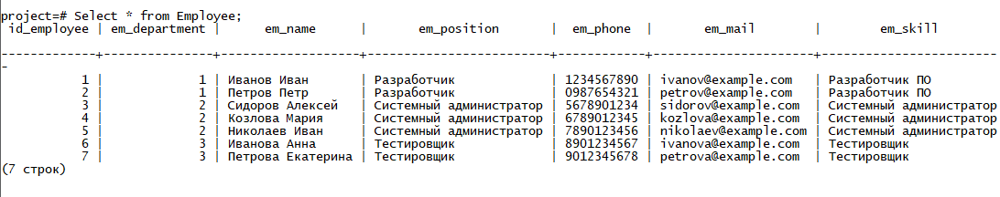 project=# Select * from Employee;
 id_employee | em_department |     em_name      |      em_position        |  em_phone  |       em_mail        |       em_skill
-------------+---------------+------------------+-------------------------+------------+----------------------+------------------------
-
           1 |             1 | Иванов Иван      | Разработчик             | 1234567890 | ivanov@example.com   | Разработчик ПО
           2 |             1 | Петров Петр      | Разработчик             | 0987654321 | petrov@example.com   | Разработчик ПО
           3 |             2 | Сидоров Алексей  | Системный администратор | 5678901234 | sidorov@example.com  | Системный администратор
           4 |             2 | Козлова Мария    | Системный администратор | 6789012345 | kozlova@example.com  | Системный администратор
           5 |             2 | Николаев Иван    | Системный администратор | 7890123456 | nikolaev@example.com | Системный администратор
           6 |             3 | Иванова Анна     | Тестировщик             | 8901234567 | ivanova@example.com  | Тестировщик
           7 |             3 | Петрова Екатерина | Тестировщик             | 9012345678 | petrova@example.com  | Тестировщик
(7 строк)